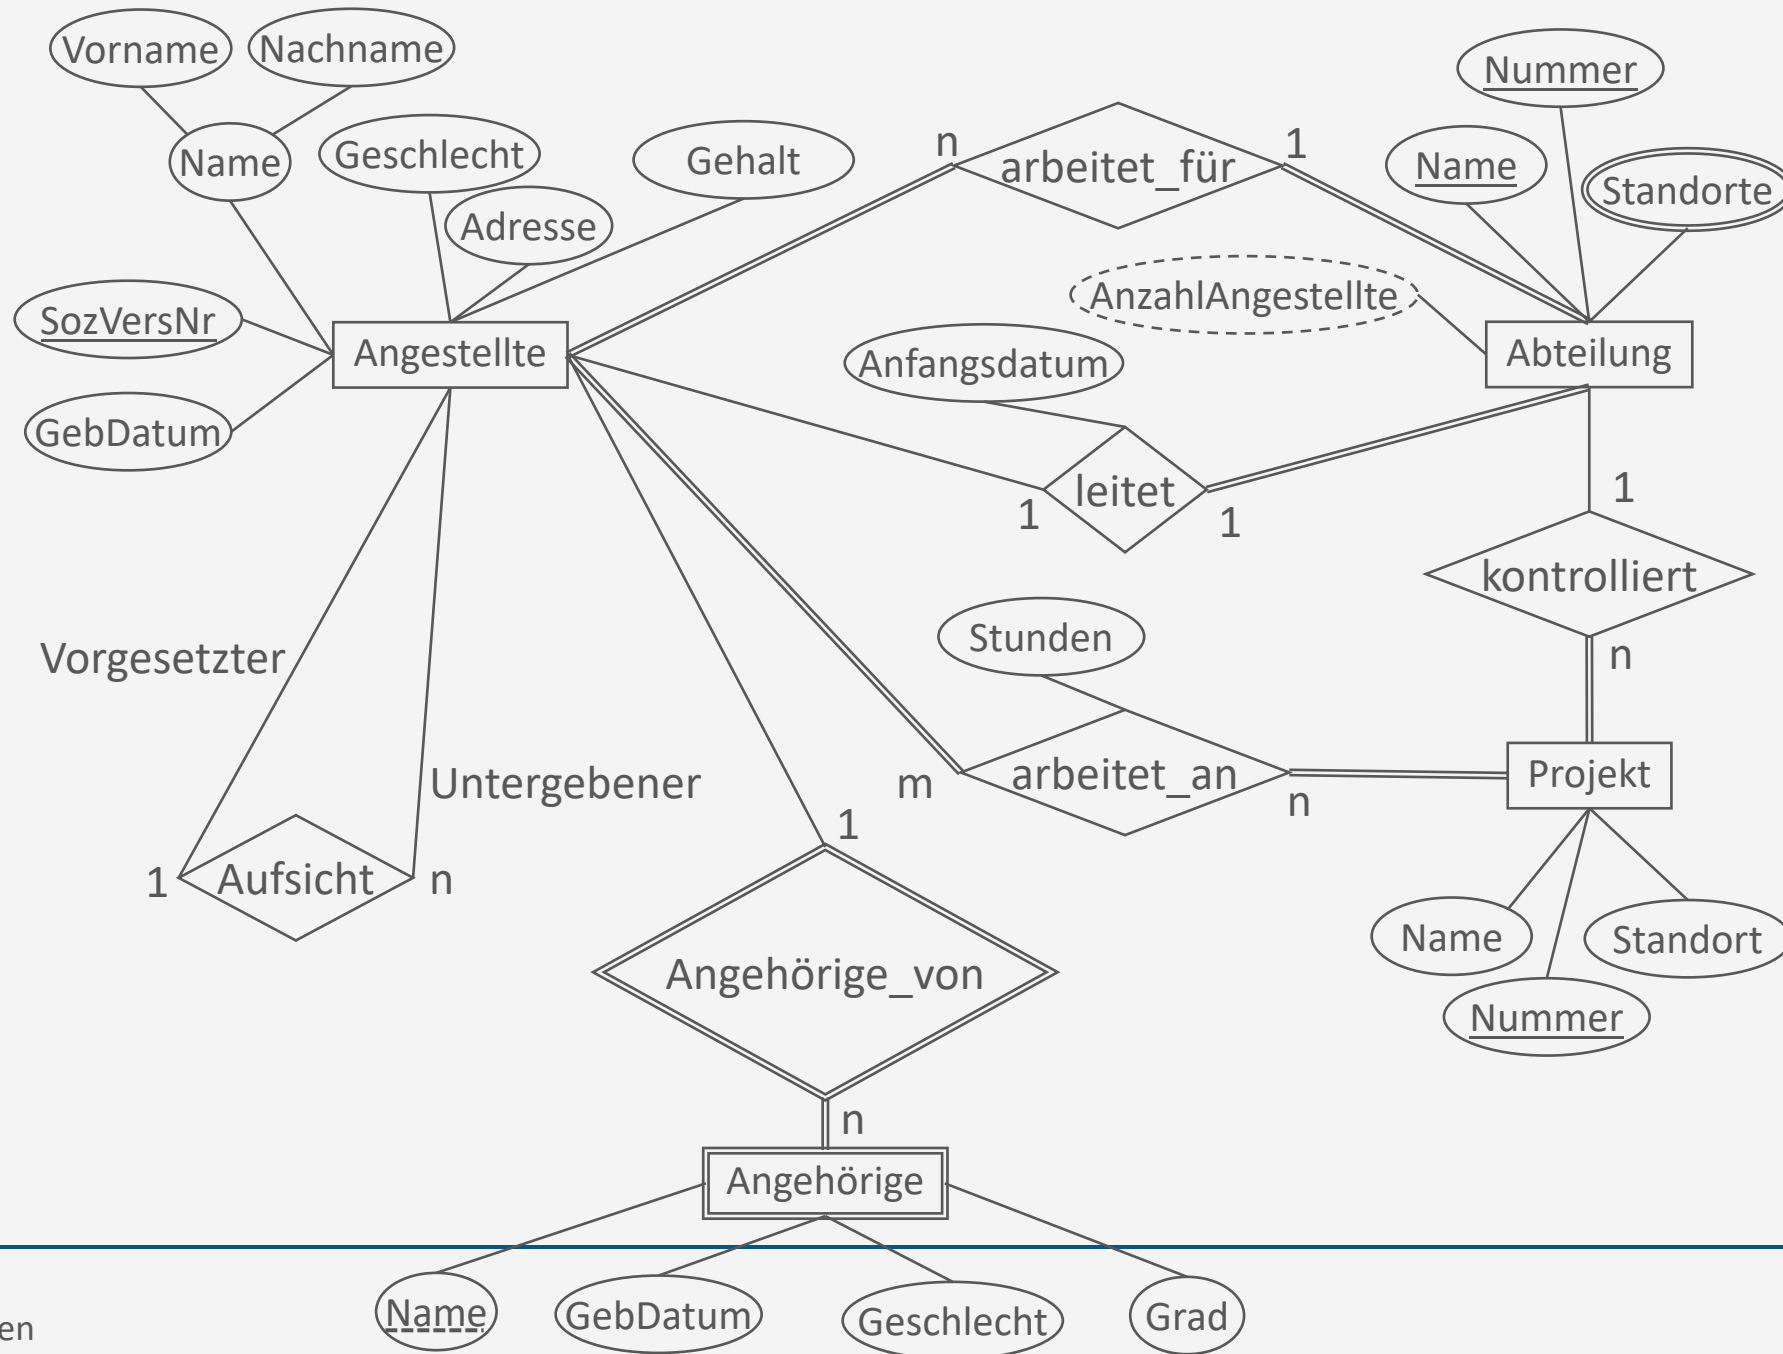 Vorname
Nachname
Nummer
n
1
Name
Geschlecht
Gehalt
arbeitet_für
Name
Standorte
Adresse
AnzahlAngestellte
SozVersNr
Angestellte
Anfangsdatum
Abteilung
GebDatum
leitet
1
1
1
kontrolliert
Stunden
Vorgesetzter
n
Untergebener
m
arbeitet_an
n
Projekt
1
1
Aufsicht
n
Name
Standort
Angehörige_von
Nummer
n
Angehörige
Name
GebDatum
Geschlecht
Grad
en